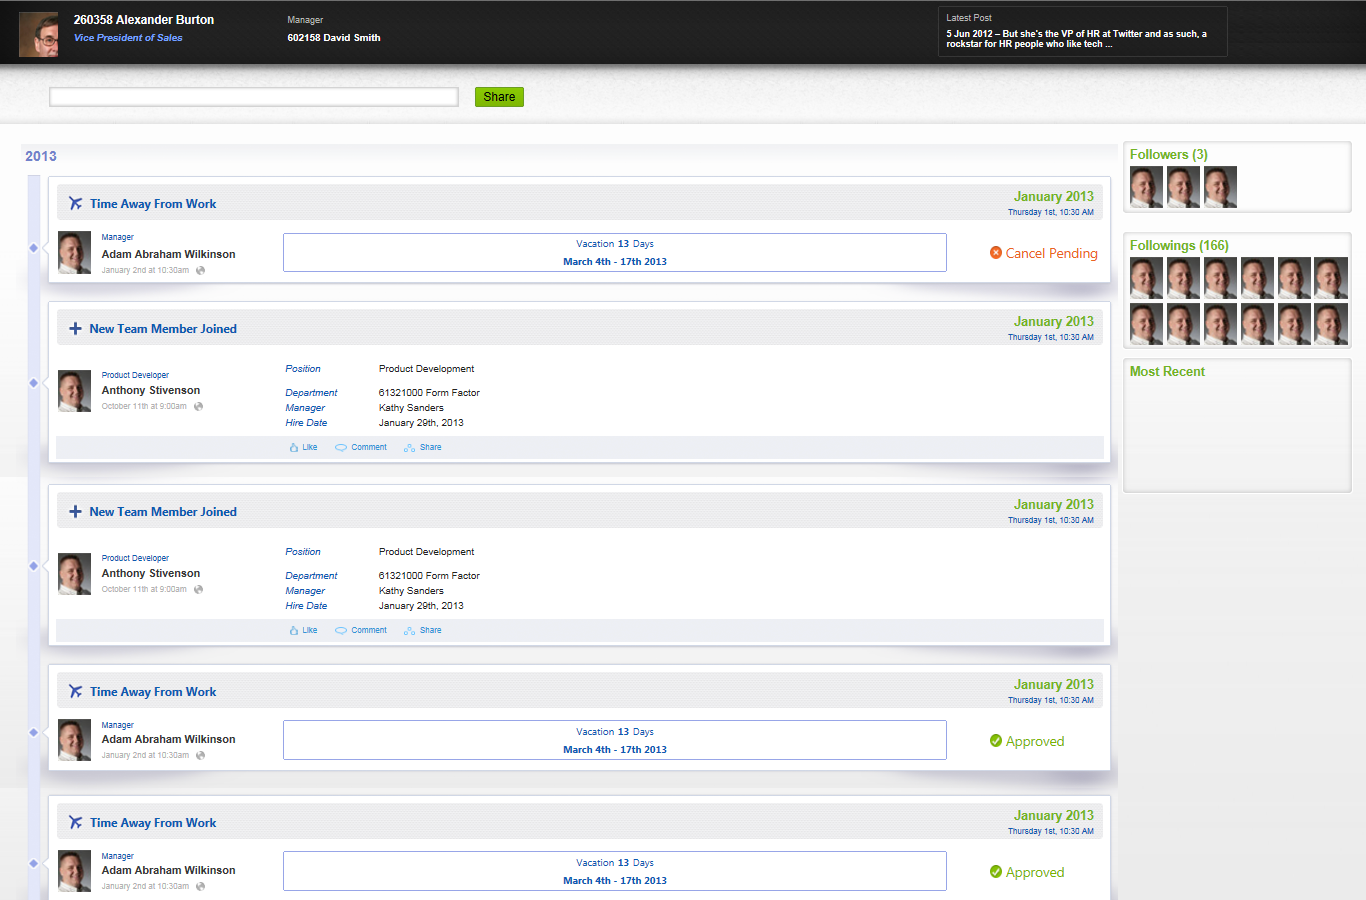 260358 Alexander Burton
Vice President of Sales
Manager
602158 David Smith
Latest Post
5 Jun 2012 – But she's the VP of HR at Twitter and as such, a
rockstar for HR people who like tech ...
Share
2013
Time Away From Work
January 2013
Thursday 1st, 10:30 AM
Manager
Adam Abraham Wilkinson
January 2nd at 10:30am
Vacation 13 Days
March 4th - 17th 2013
Cancel Pending
New Team Member Joined
January 2013
Thursday 1st, 10:30 AM
Product Developer
Anthony Stivenson
October 11th at 9:00am
Position Product Development
Department 61321000 Form Factor
Manager Kathy Sanders
Hire Date January 29th, 2013
Like Comment Share
New Team Member Joined
January 2013
Thursday 1st, 10:30 AM
Product Developer
Anthony Stivenson
October 11th at 9:00am
Position Product Development
Department 61321000 Form Factor
Manager Kathy Sanders
Hire Date January 29th, 2013
Like Comment Share
Time Away From Work
January 2013
Thursday 1st, 10:30 AM
Manager
Adam Abraham Wilkinson
January 2nd at 10:30am
Vacation 13 Days
March 4th - 17th 2013
Approved
Time Away From Work
January 2013
Thursday 1st, 10:30 AM
Manager
Adam Abraham Wilkinson
January 2nd at 10:30am
Vacation 13 Days
March 4th - 17th 2013
Approved
Followers (3)
Followings (166)
Most Recent